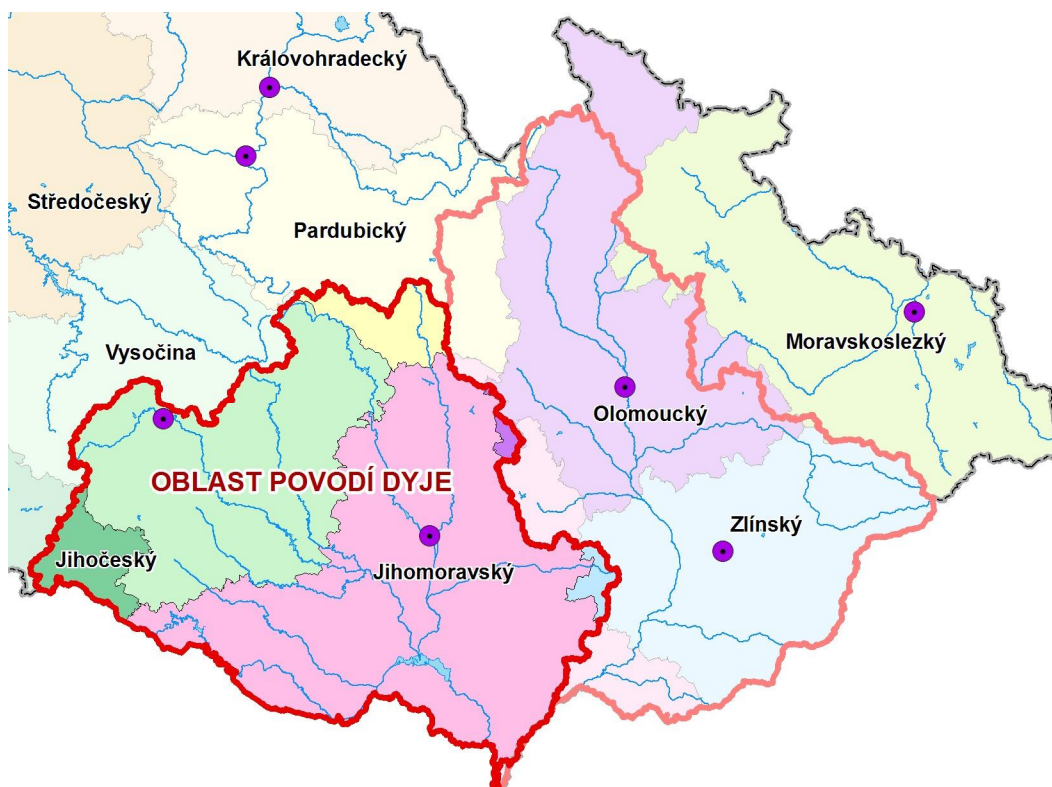 Královohradecký
Středočeský
Pardubický
Moravskoslezký
Vysočina
Olomoucký
OBLAST POVODÍ DYJE
Zlínský
Jihočeský
Jihomoravský